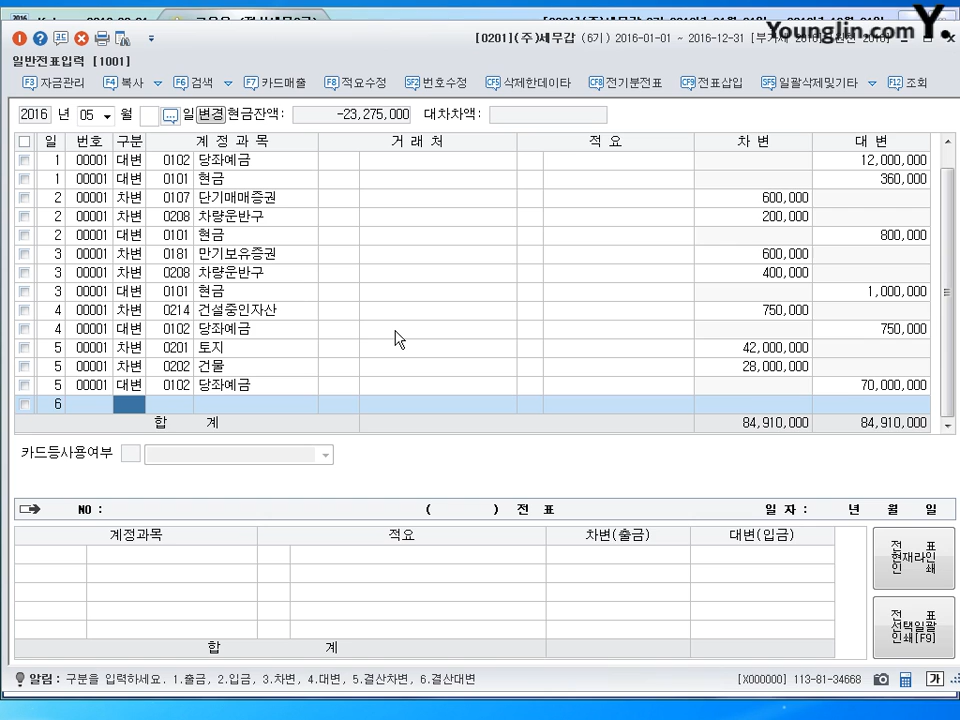 Younglin.com Y.
[0201](주)세무갑 (6기) 2016-01-01 ~ 2016-12-31
일반전표입력 [1001]
F3 자금관리 F4 복사 F6 검색 F7 카드매출 F8 적요수정 SF2 번호수정 CF5 삭제한데이타 CF8 전기분전표 CF9 전표삽입 SF5 일괄삭제및기타 F12 조회
2016 년 05 월 일 변경 현금잔액: -23,275,000 대차차액:
일 번호 구분 계 정 과 목 거 래 처 적 요 차 변 대 변
1 00001 대변 0102 당좌예금 12,000,000
1 00001 대변 0101 현금 360,000
2 00001 차변 0107 단기매매증권 600,000
2 00001 차변 0208 차량운반구 200,000
2 00001 대변 0101 현금 800,000
3 00001 차변 0181 만기보유증권 600,000
3 00001 차변 0208 차량운반구 400,000
3 00001 대변 0101 현금 1,000,000
4 00001 차변 0214 건설중인자산 750,000
4 00001 대변 0102 당좌예금 750,000
5 00001 차변 0201 토지 42,000,000
5 00001 차변 0202 건물 28,000,000
5 00001 대변 0102 당좌예금 70,000,000
6
합 계 84,910,000 84,910,000
카드등사용여부
NO : ( ) 전 표 일 자 : 년 월 일
계정과목 적요 차변(출금) 대변(입금)
전 표
현재라인
인 쇄
전 표
선택일괄
인쇄[F9]
합 계
알림: 구분을 입력하세요. 1.출금, 2.입금, 3.차변, 4.대변, 5.결산차변, 6.결산대변 [X000000] 113-81-34668 가